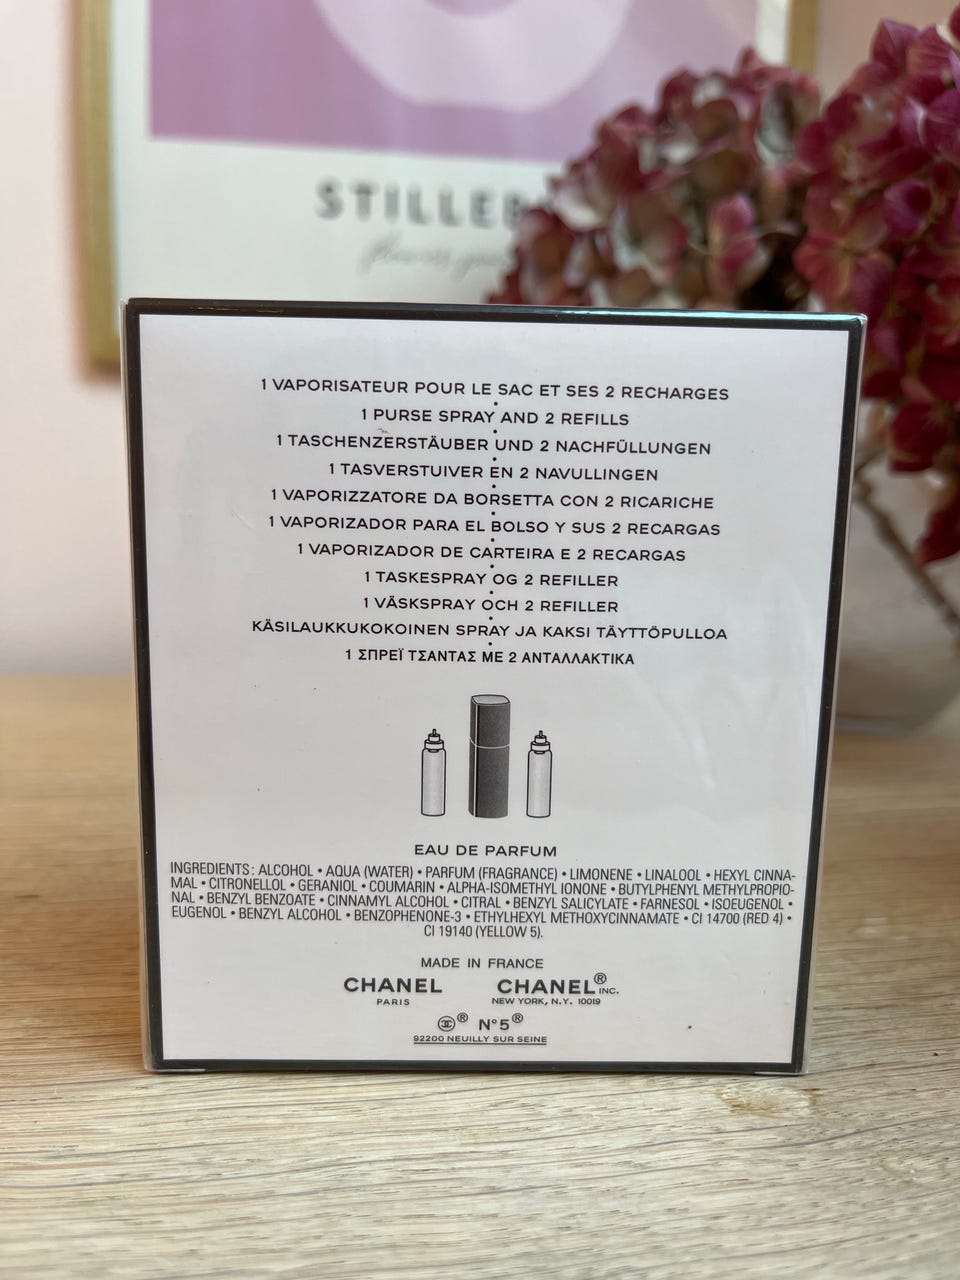 STILLEB
1 VAPORISATEUR POUR LE SAC ET SES 2 RECHARGES
•
1 PURSE SPRAY AND 2 REFILLS
•
1 TASCHENZERSTÄUBER UND 2 NACHFÜLLUNGEN
•
1 TASVERSTUIVER EN 2 NAVULLINGEN
•
1 VAPORIZZATORE DA BORSETTA CON 2 RICARICHE
•
1 VAPORIZADOR PARA EL BOLSO Y SUS 2 RECARGAS
•
1 VAPORIZADOR DE CARTEIRA E 2 RECARGAS
•
1 TASKESPRAY OG 2 REFILLER
•
1 VÄSKSPRAY OCH 2 REFILLER
•
KÄSILAUKKUKOKOINEN SPRAY JA KAKSI TÄYTTÖPULLOA
•
1 ΣΠΡΕΪ ΤΣΑΝΤΑΣ ΜΕ 2 ΑΝΤΑΛΛΑΚΤΙΚΑ
EAU DE PARFUM
INGREDIENTS : ALCOHOL • AQUA (WATER) • PARFUM (FRAGRANCE) • LIMONENE • LINALOOL • HEXYL CINNA-
MAL • CITRONELLOL • GERANIOL • COUMARIN • ALPHA-ISOMETHYL IONONE • BUTYLPHENYL METHYLPROPIO-
NAL • BENZYL BENZOATE • CINNAMYL ALCOHOL • CITRAL • BENZYL SALICYLATE • FARNESOL • ISOEUGENOL •
EUGENOL • BENZYL ALCOHOL • BENZOPHENONE-3 • ETHYLHEXYL METHOXYCINNAMATE • CI 14700 (RED 4) •
CI 19140 (YELLOW 5).
MADE IN FRANCE
CHANEL CHANEL® INC.
PARIS NEW YORK, N.Y. 10019
® N°5®
92200 NEUILLY SUR SEINE